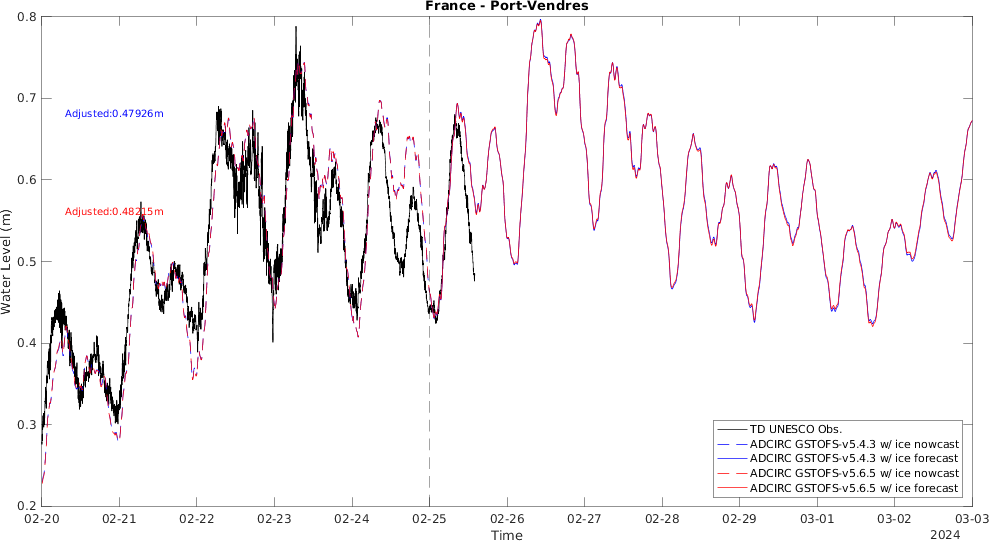 France - Port-Vendres
0.8
0.7
0.6
0.5
0.4
0.3
0.2
Water Level (m)
Adjusted:0.47926m
Adjusted:0.48215m
TD UNESCO Obs.
ADCIRC GSTOFS-v5.4.3 w/ ice nowcast
ADCIRC GSTOFS-v5.4.3 w/ ice forecast
ADCIRC GSTOFS-v5.6.5 w/ ice nowcast
ADCIRC GSTOFS-v5.6.5 w/ ice forecast
02-20 02-21 02-22 02-23 02-24 02-25 02-26 02-27 02-28 02-29 03-01 03-02 03-03
Time
2024